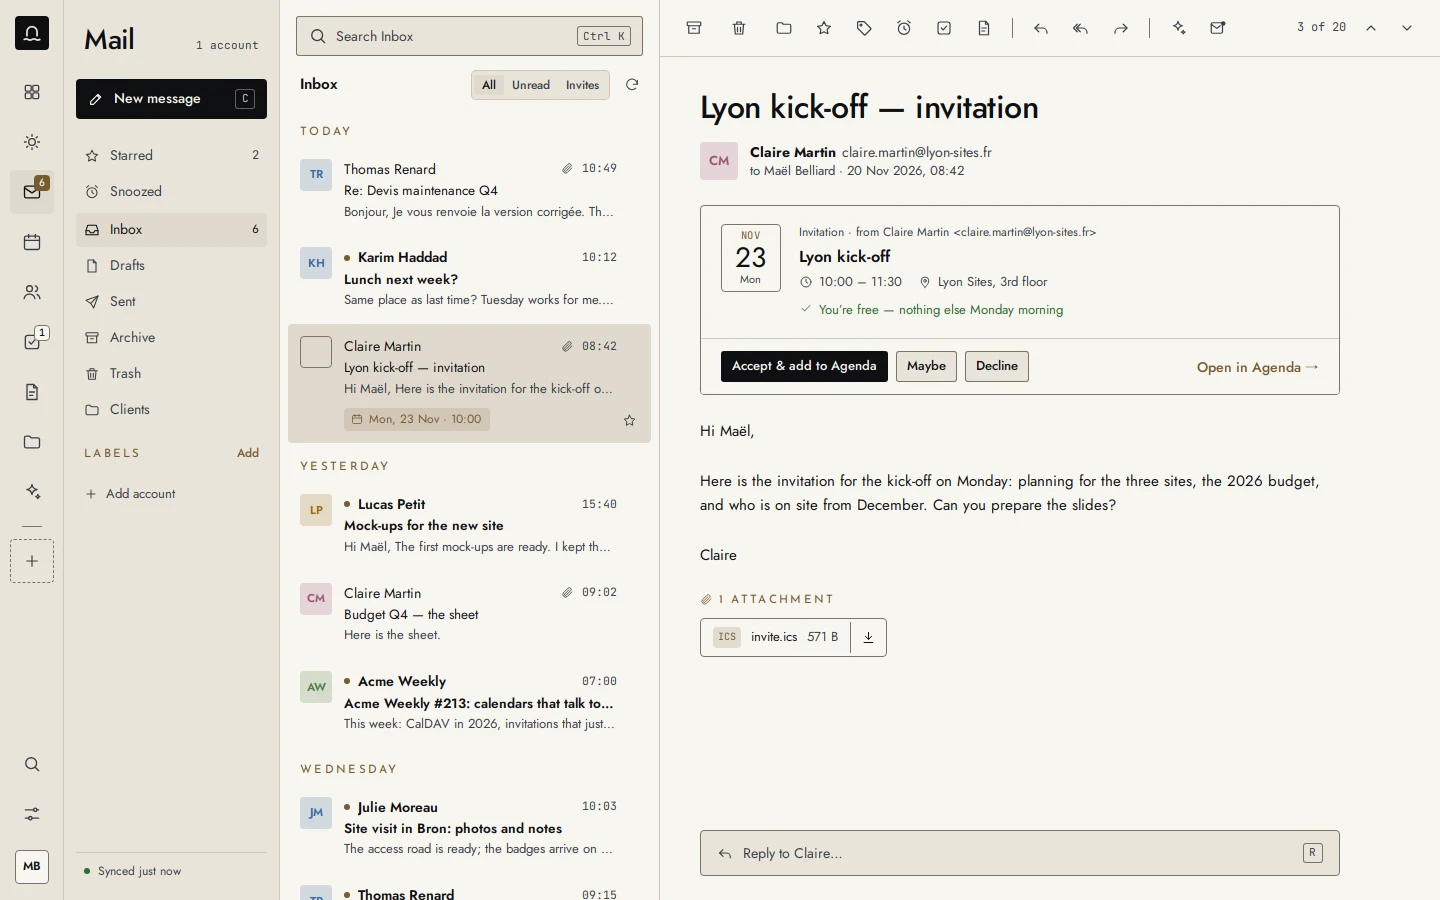 6
1
MB
Mail
1 account
New message
C
Starred
2
Snoozed
Inbox
6
Drafts
Sent
Archive
Trash
Clients
LABELS
Add
Add account
Synced just now
Search Inbox
Ctrl K
Inbox
All
Unread
Invites
TODAY
TR
Thomas Renard
10:49
Re: Devis maintenance Q4
Bonjour, Je vous renvoie la version corrigée. Th...
KH
Karim Haddad
10:12
Lunch next week?
Same place as last time? Tuesday works for me....
Claire Martin
08:42
Lyon kick-off — invitation
Hi Maël, Here is the invitation for the kick-off o...
Mon, 23 Nov · 10:00
YESTERDAY
LP
Lucas Petit
15:40
Mock-ups for the new site
Hi Maël, The first mock-ups are ready. I kept th...
CM
Claire Martin
09:02
Budget Q4 — the sheet
Here is the sheet.
AW
Acme Weekly
07:00
Acme Weekly #213: calendars that talk to...
This week: CalDAV in 2026, invitations that just...
WEDNESDAY
JM
Julie Moreau
10:03
Site visit in Bron: photos and notes
The access road is ready; the badges arrive on ...
TR
Thomas Renard
09:15
3 of 20
Lyon kick-off — invitation
CM
Claire Martin claire.martin@lyon-sites.fr
to Maël Belliard · 20 Nov 2026, 08:42
NOV
23
Mon
Invitation · from Claire Martin <claire.martin@lyon-sites.fr>
Lyon kick-off
10:00 – 11:30
Lyon Sites, 3rd floor
You're free — nothing else Monday morning
Accept & add to Agenda
Maybe
Decline
Open in Agenda →
Hi Maël,
Here is the invitation for the kick-off on Monday: planning for the three sites, the 2026 budget,
and who is on site from December. Can you prepare the slides?
Claire
1 ATTACHMENT
ICS
invite.ics
571 B
Reply to Claire...
R